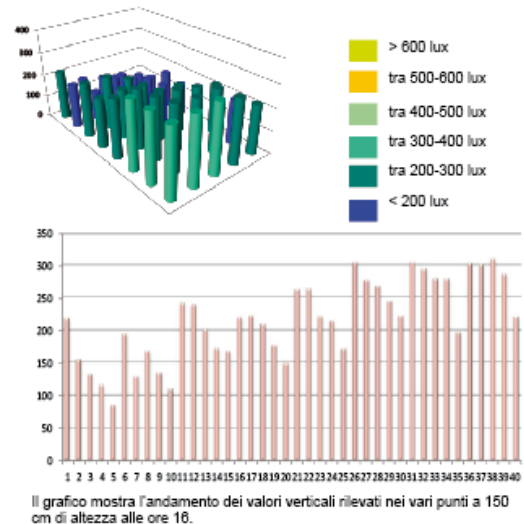 400
300
200
100
0
> 600 lux
tra 500-600 lux
tra 400-500 lux
tra 300-400 lux
tra 200-300 lux
< 200 lux
350
300
250
200
150
100
50
0
1 2 3 4 5 6 7 8 9 10 11 12 13 14 15 16 17 18 19 20 21 22 23 24 25 26 27 28 29 30 31 32 33 34 35 36 37 38 39 40
Il grafico mostra l'andamento dei valori verticali rilevati nei vari punti a 150
cm di altezza alle ore 16.